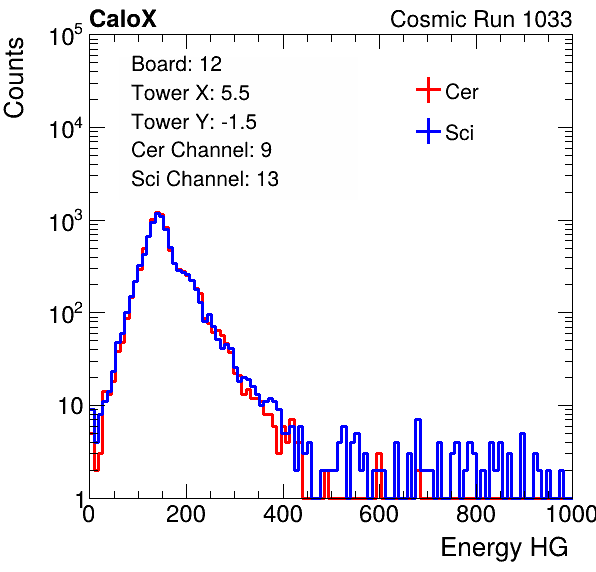 CaloX Cosmic Run 1033
Counts
10^5
10^4
10^3
10^2
10
1
Board: 12
Tower X: 5.5
Tower Y: -1.5
Cer Channel: 9
Sci Channel: 13
Cer
Sci
0 200 400 600 800 1000
Energy HG